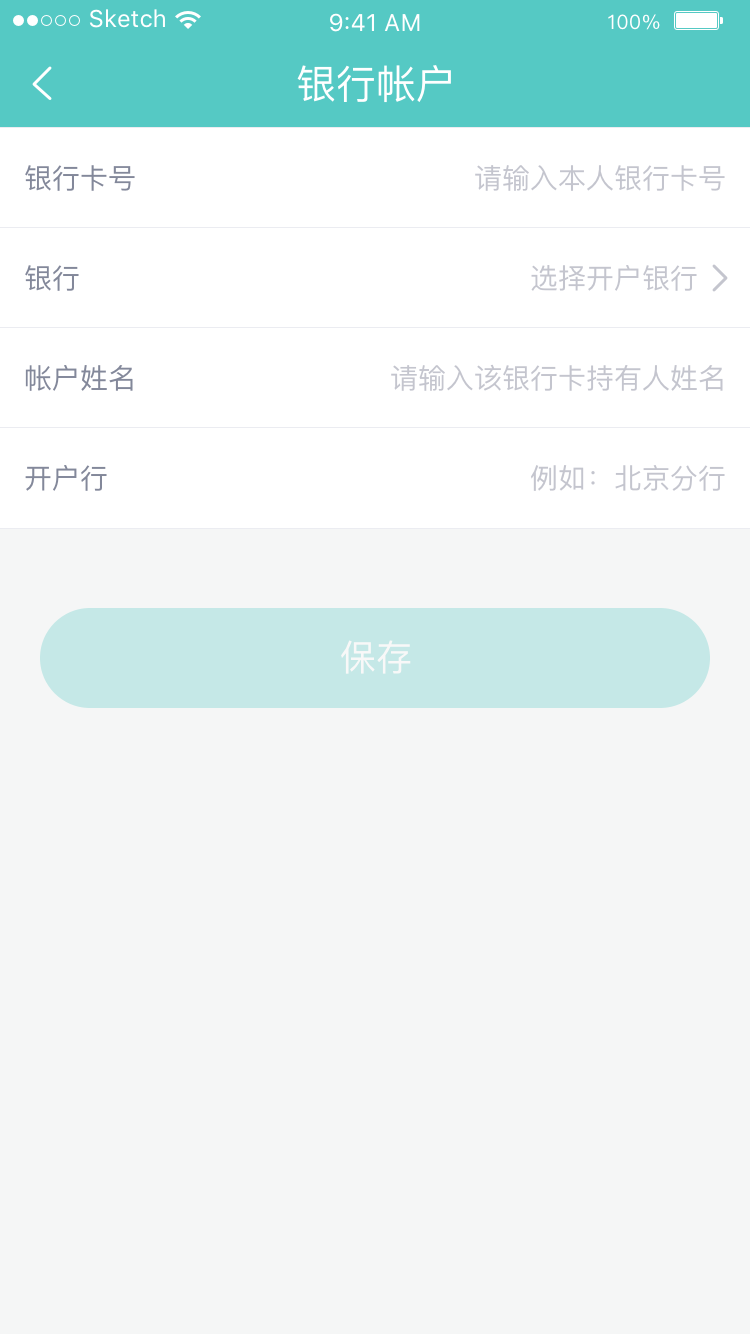 Sketch 9:41 AM 100%
银行帐户
银行卡号 请输入本人银行卡号
银行 选择开户银行
帐户姓名 请输入该银行卡持有人姓名
开户行 例如：北京分行
保存